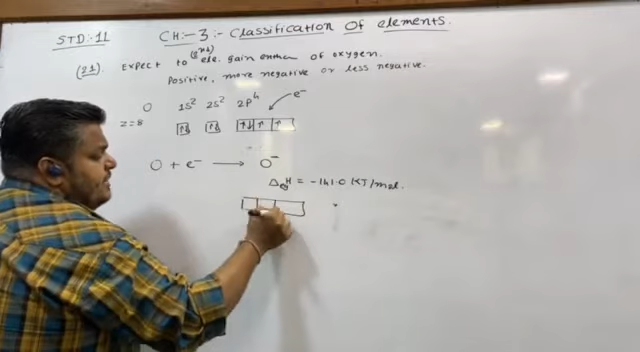 STD:-11 CH:-3:- Classification Of elements.
(21). Expect to (2nd) ele. gain enthan of oxygen.
Positive, more negative or less negative.
O 1s² 2s² 2p⁴ e⁻
z=8 ↑↓ ↑↓ ↑↓ ↑ ↑
O + e⁻ → O⁻
ΔegH = -141.0 KJ/mol.